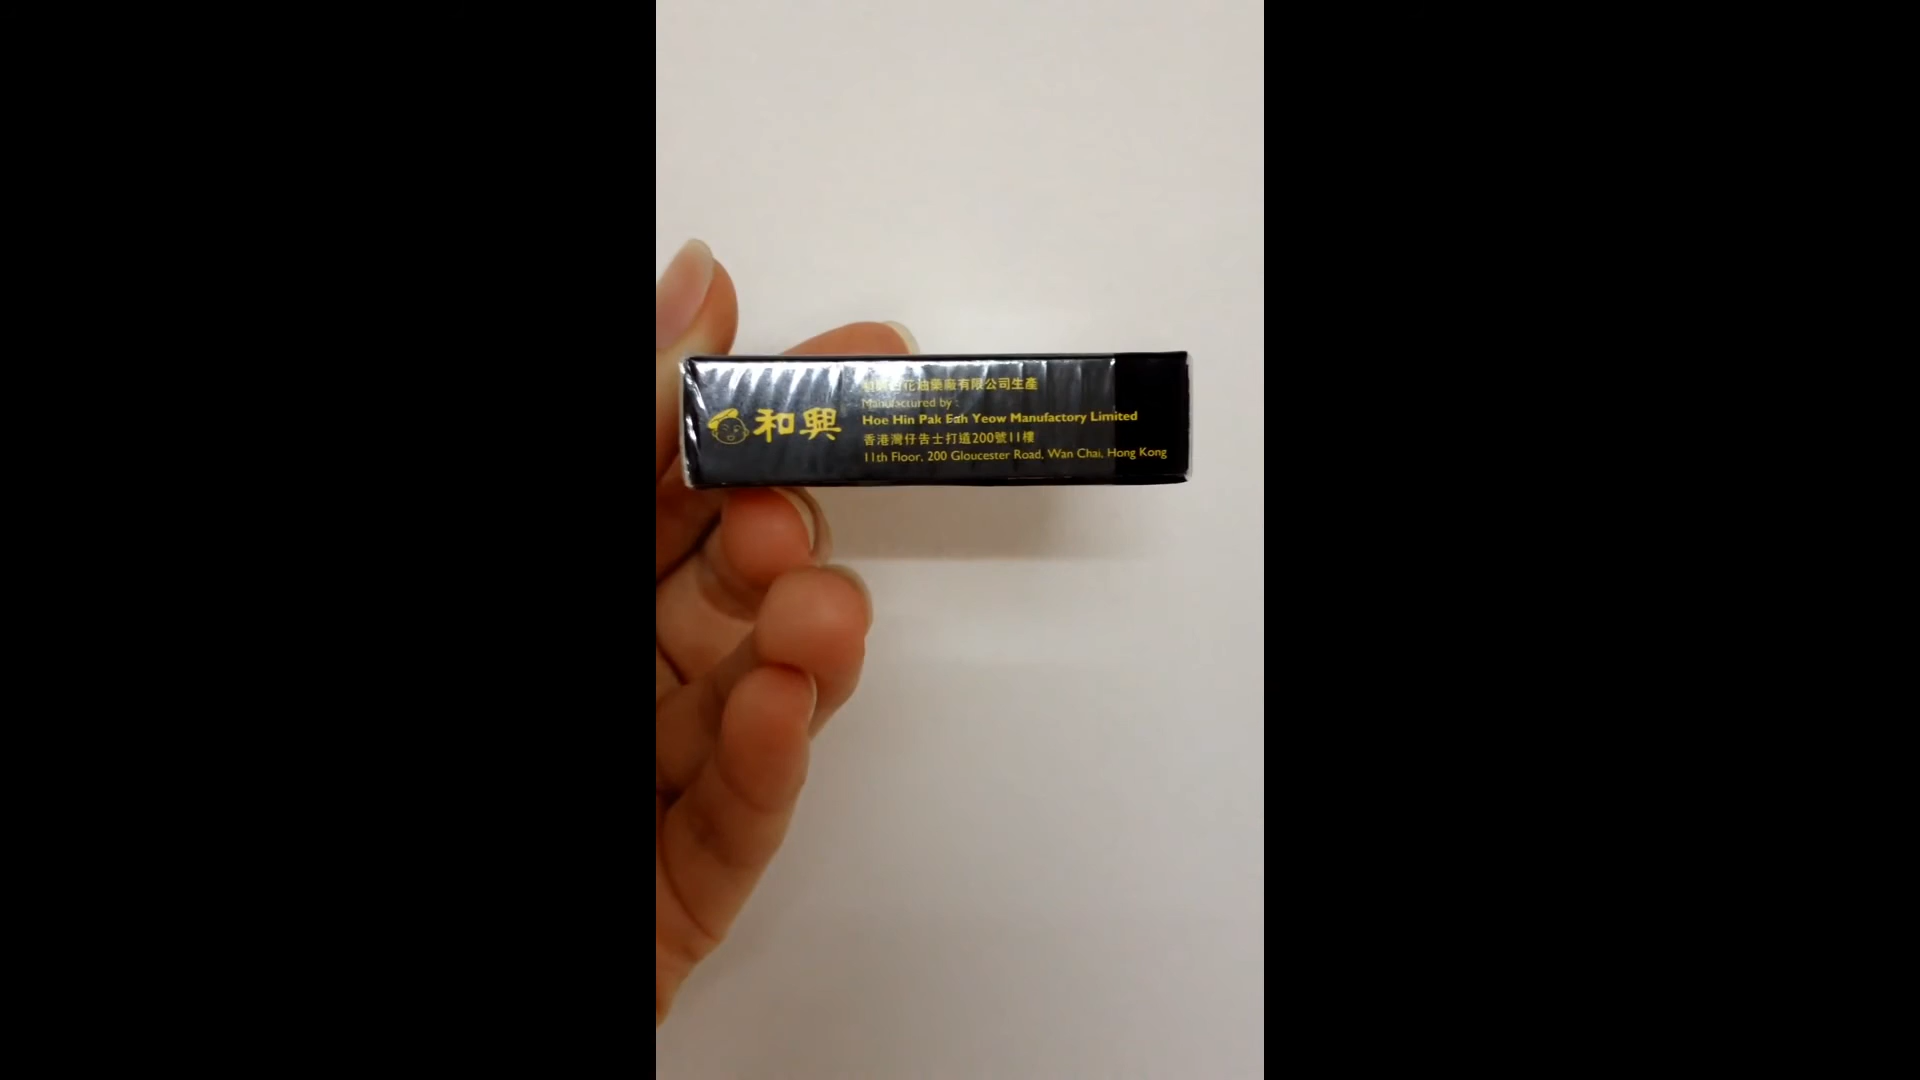 和興
花油藥廠有限公司生產
Manufactured by :
Hoe Hin Pak Fah Yeow Manufactory Limited
香港灣仔告士打道200號11樓
11th Floor, 200 Gloucester Road, Wan Chai, Hong Kong